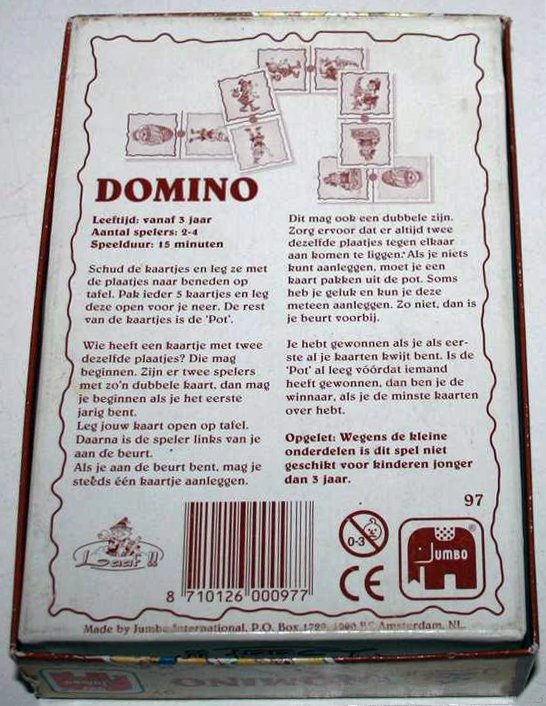 DOMINO
Leeftijd: vanaf 3 jaar
Aantal spelers: 2-4
Speelduur: 15 minuten
Schud de kaartjes en leg ze met
de plaatjes naar beneden op
tafel. Pak ieder 5 kaartjes en leg
deze open voor je neer. De rest
van de kaartjes is de 'Pot'.
Wie heeft een kaartje met twee
dezelfde plaatjes? Die mag
beginnen. Zijn er twee spelers
met zo'n dubbele kaart, dan mag
je beginnen als je het eerste
jarig bent.
Leg jouw kaart open op tafel.
Daarna is de speler links van je
aan de beurt.
Als je aan de beurt bent, mag je
steeds één kaartje aanleggen.
Dit mag ook een dubbele zijn.
Zorg ervoor dat er altijd twee
dezelfde plaatjes tegen elkaar
aan komen te liggen. Als je niets
kunt aanleggen, moet je een
kaart pakken uit de pot. Soms
heb je geluk en kun je deze
meteen aanleggen. Zo niet, dan is
je beurt voorbij.
Je hebt gewonnen als je als eer-
ste al je kaarten kwijt bent. Is de
'Pot' al leeg vóórdat iemand
heeft gewonnen, dan ben je de
winnaar, als je de minste kaarten
over hebt.
Opgelet: Wegens de kleine
onderdelen is dit spel niet
geschikt voor kinderen jonger
dan 3 jaar.
97
8 710126 000977
0-3
CE
JUMBO
®
Made by Jumbo International, P.O. Box 1729, 1000 Amsterdam, NL.
Jumbo
DOMINO